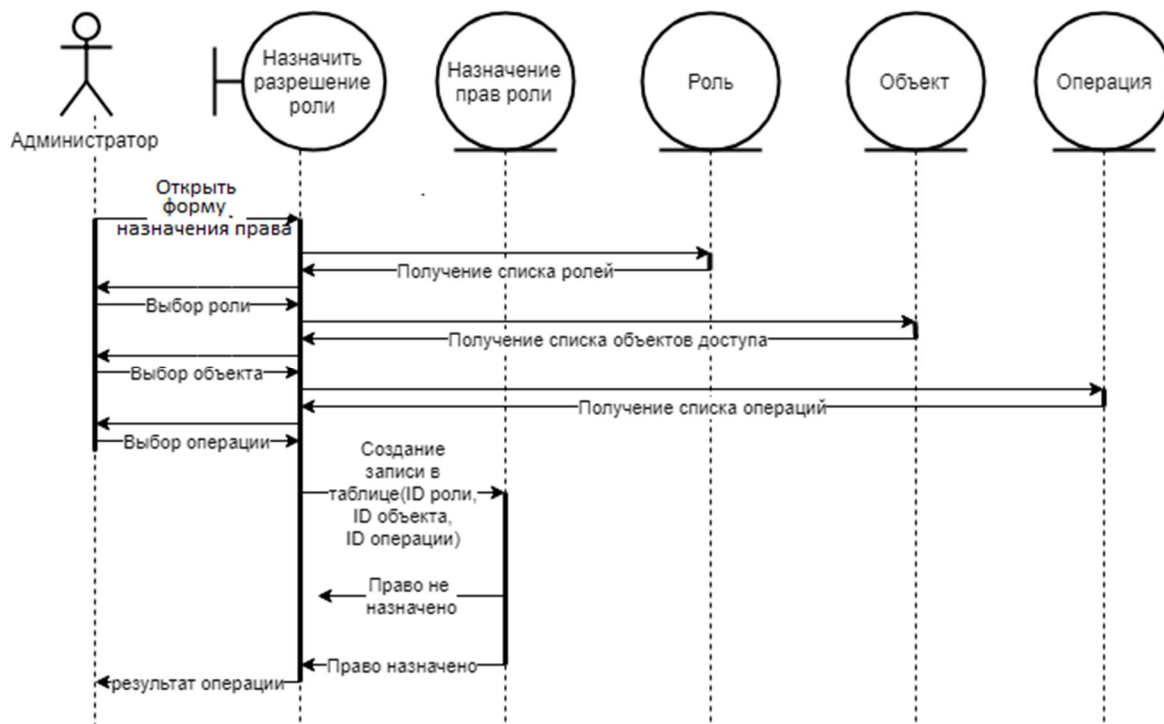 Администратор
Назначить
разрешение
роли
Назначение
прав роли
Роль
Объект
Операция
Открыть
форму
назначения права
Получение списка ролей
Выбор роли
Получение списка объектов доступа
Выбор объекта
Получение списка операций
Выбор операции
Создание
записи в
таблице(ID роли,
ID объекта,
ID операции)
Право не
назначено
Право назначено
результат операции